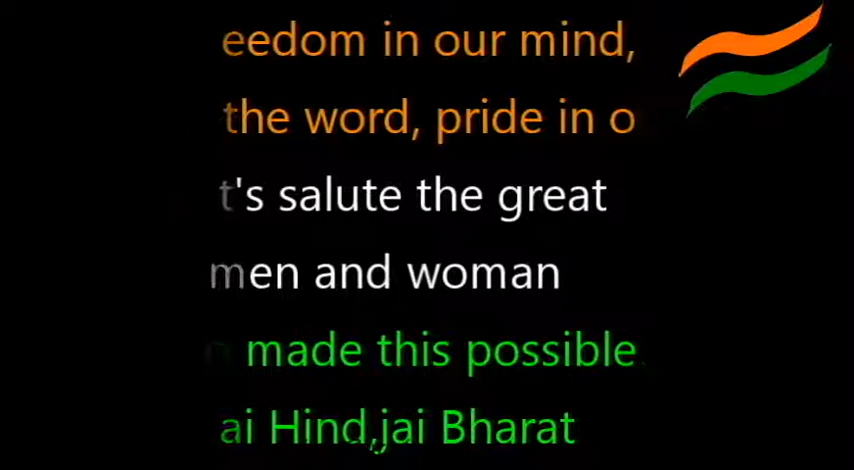 eedom in our mind,
the word, pride in o
t's salute the great
men and woman
made this possible.
ai Hind,jai Bharat